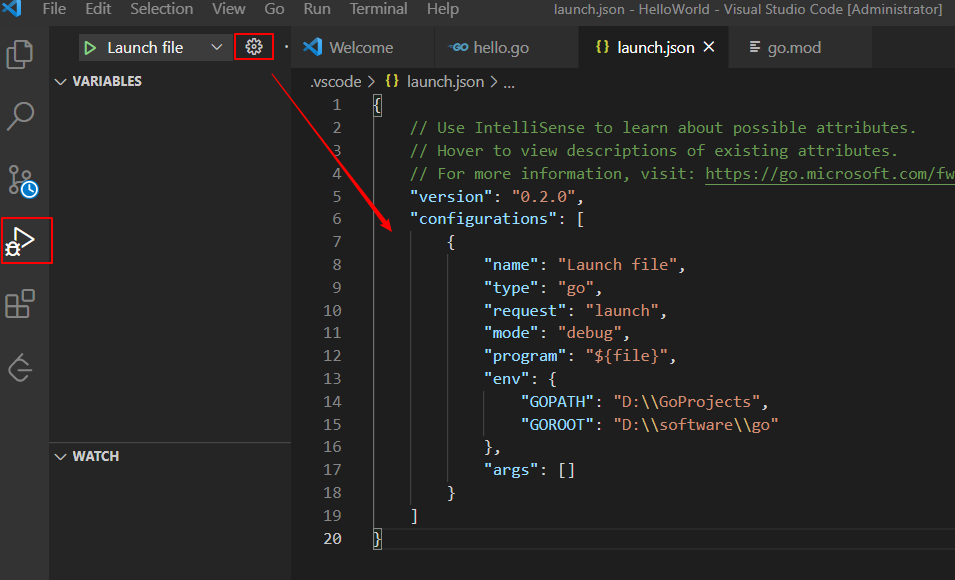 File Edit Selection View Go Run Terminal Help launch.json - HelloWorld - Visual Studio Code [Administrator]
Launch file
Welcome
hello.go
{} launch.json
go.mod
VARIABLES
.vscode > {} launch.json > ...
1 {
2 // Use IntelliSense to learn about possible attributes.
3 // Hover to view descriptions of existing attributes.
4 // For more information, visit: https://go.microsoft.com/fw
5 "version": "0.2.0",
6 "configurations": [
7 {
8 "name": "Launch file",
9 "type": "go",
10 "request": "launch",
11 "mode": "debug",
12 "program": "${file}",
13 "env": {
14 "GOPATH": "D:\\GoProjects",
15 "GOROOT": "D:\\software\\go"
16 },
17 "args": []
18 }
19 ]
20 }
WATCH